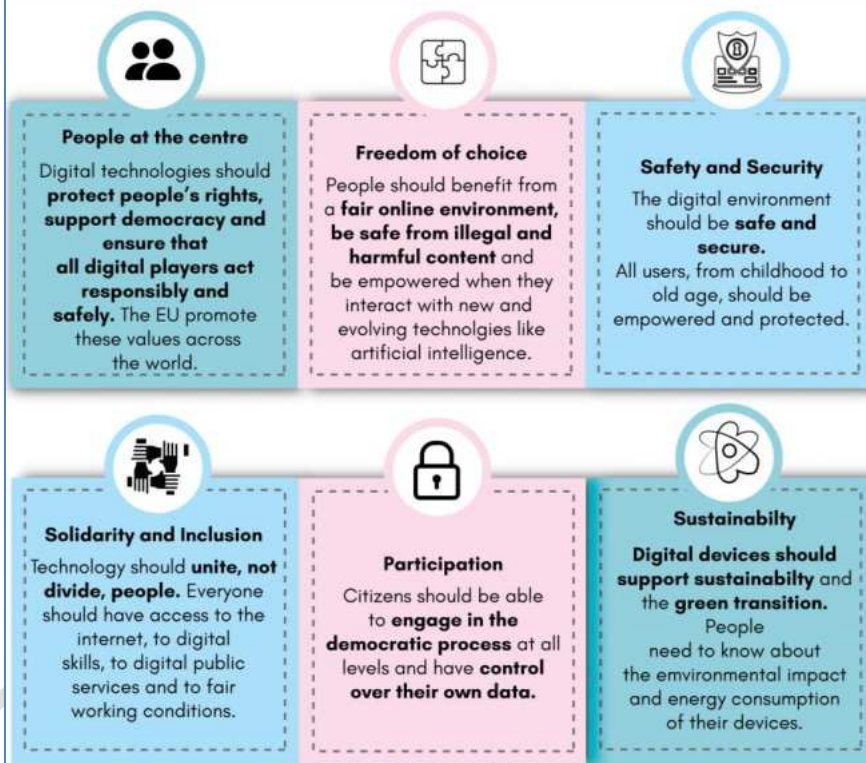 People at the centre
Digital technologies should
protect people's rights,
support democracy and
ensure that
all digital players act
responsibly and
safely. The EU promote
these values across
the world.
Freedom of choice
People should benefit from
a fair online environment,
be safe from illegal and
harmful content and
be empowered when they
interact with new and
evolving technolgies like
artificial intelligence.
Safety and Security
The digital environment
should be safe and
secure.
All users, from childhood to
old age, should be
empowered and protected.
Solidarity and Inclusion
Technology should unite, not
divide, people. Everyone
should have access to the
internet, to digital
skills, to digital public
services and to fair
working conditions.
Participation
Citizens should be able
to engage in the
democratic process at all
levels and have control
over their own data.
Sustainabilty
Digital devices should
support sustainabilty and
the green transition.
People
need to know about
the emvironmental impact
and energy consumption
of their devices.